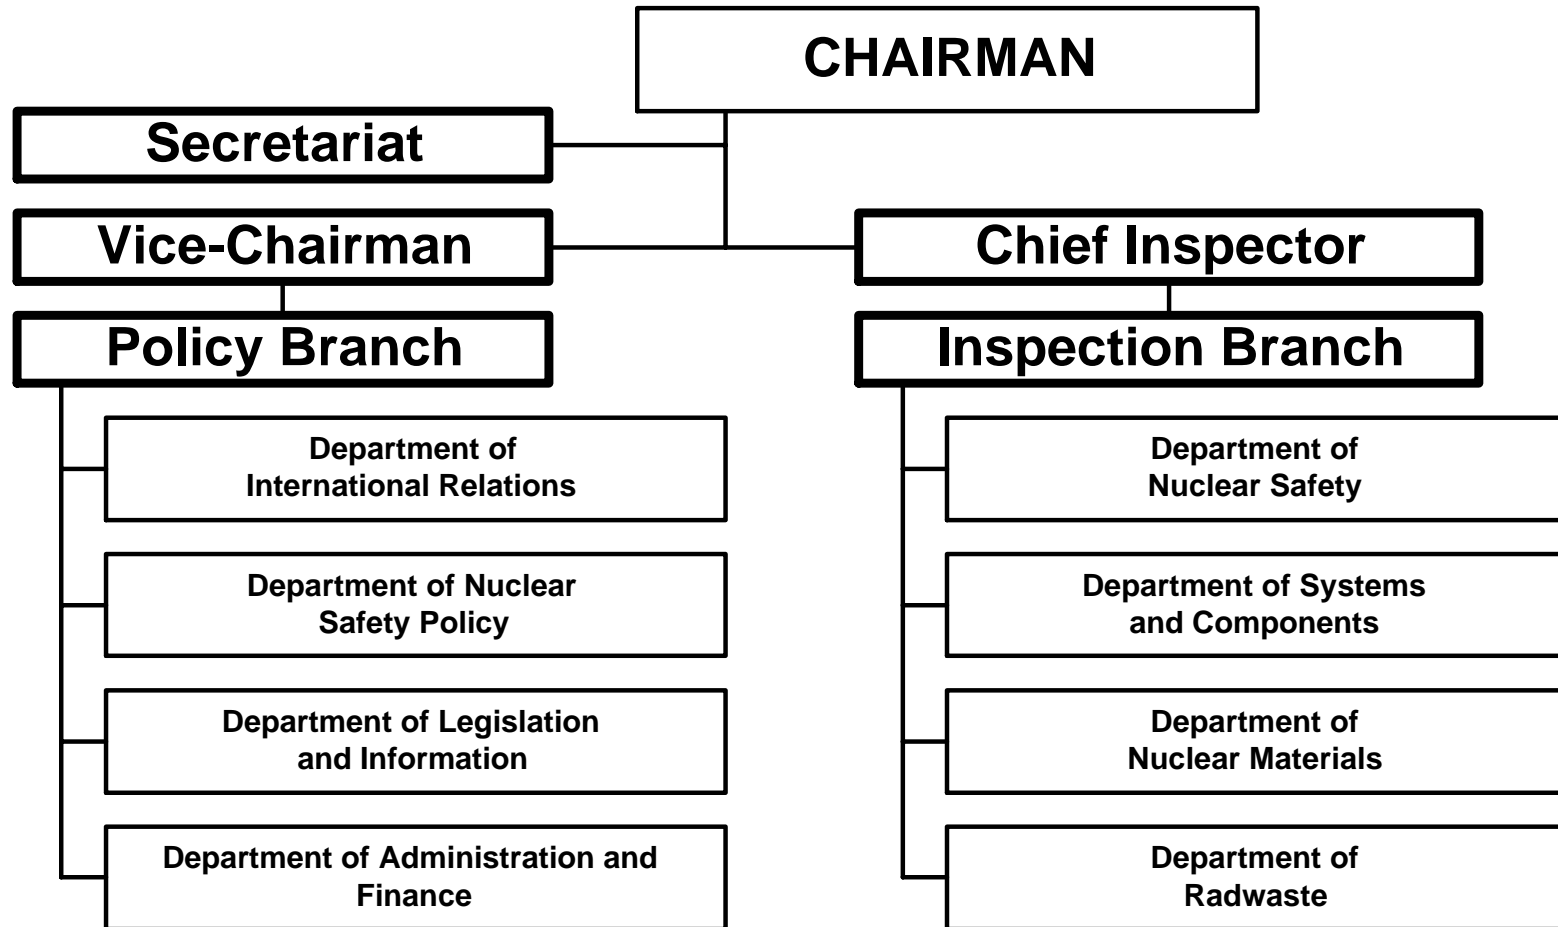 CHAIRMAN
Secretariat
Vice-Chairman
Chief Inspector
Policy Branch
Inspection Branch
Department of
International Relations
Department of
Nuclear Safety
Department of Nuclear
Safety Policy
Department of Systems
and Components
Department of Legislation
and Information
Department of
Nuclear Materials
Department of Administration and
Finance
Department of
Radwaste